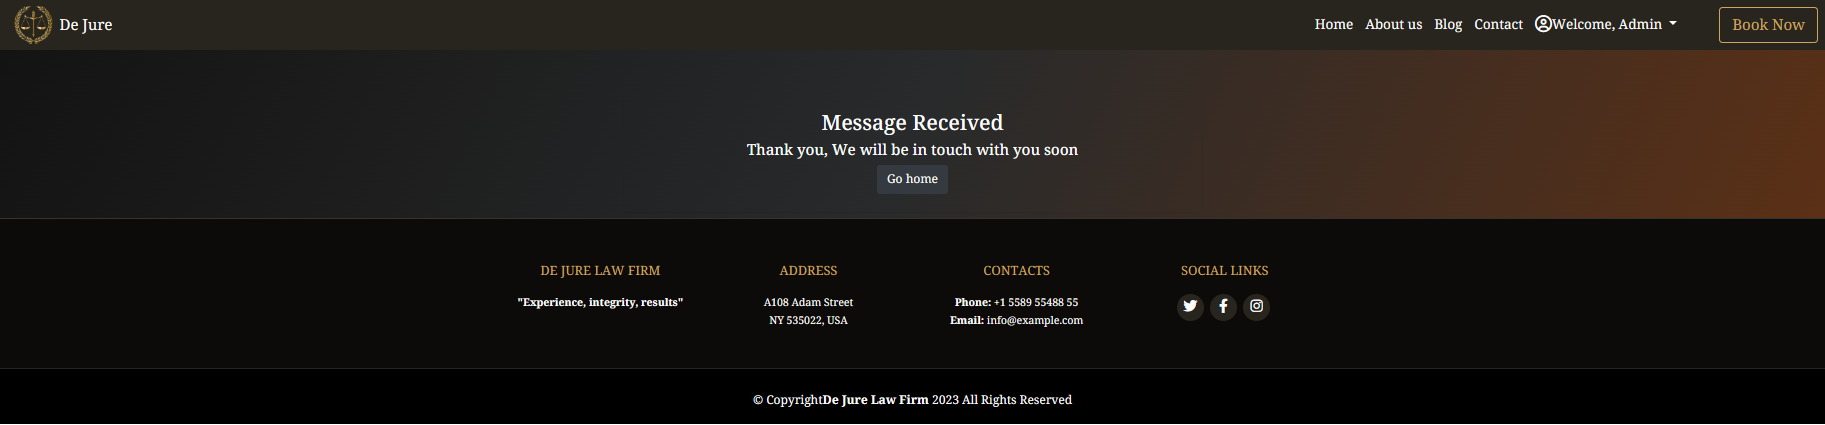 De Jure
Home About us Blog Contact Welcome, Admin Book Now
Message Received
Thank you, We will be in touch with you soon
Go home
DE JURE LAW FIRM
"Experience, integrity, results"
ADDRESS
A108 Adam Street
NY 535022, USA
CONTACTS
Phone: +1 5589 55488 55
Email: info@example.com
SOCIAL LINKS
© CopyrightDe Jure Law Firm 2023 All Rights Reserved